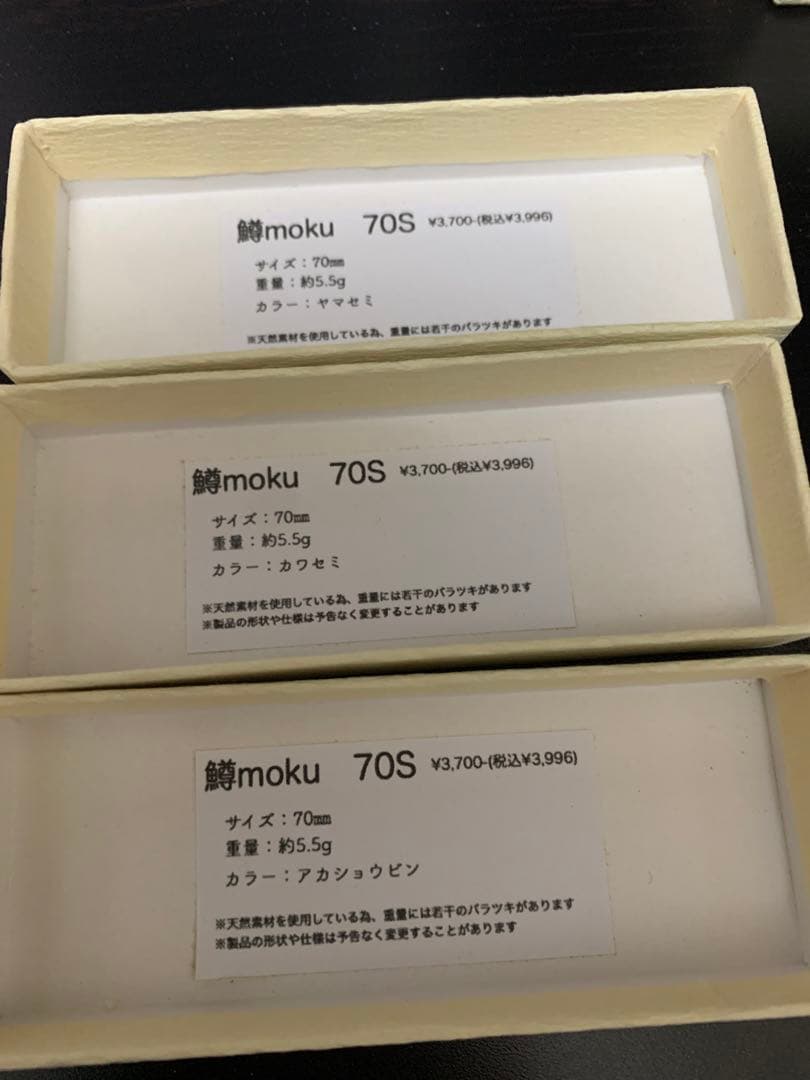 鱒moku 70S ¥3,700-(税込¥3,996)
サイズ：70㎜
重量：約5.5g
カラー：ヤマセミ
※天然素材を使用している為、重量には若干のバラツキがあります
鱒moku 70S ¥3,700-(税込¥3,996)
サイズ：70㎜
重量：約5.5g
カラー：カワセミ
※天然素材を使用している為、重量には若干のバラツキがあります
※製品の形状や仕様は予告なく変更することがあります
鱒moku 70S ¥3,700-(税込¥3,996)
サイズ：70㎜
重量：約5.5g
カラー：アカショウビン
※天然素材を使用している為、重量には若干のバラツキがあります
※製品の形状や仕様は予告なく変更することがあります